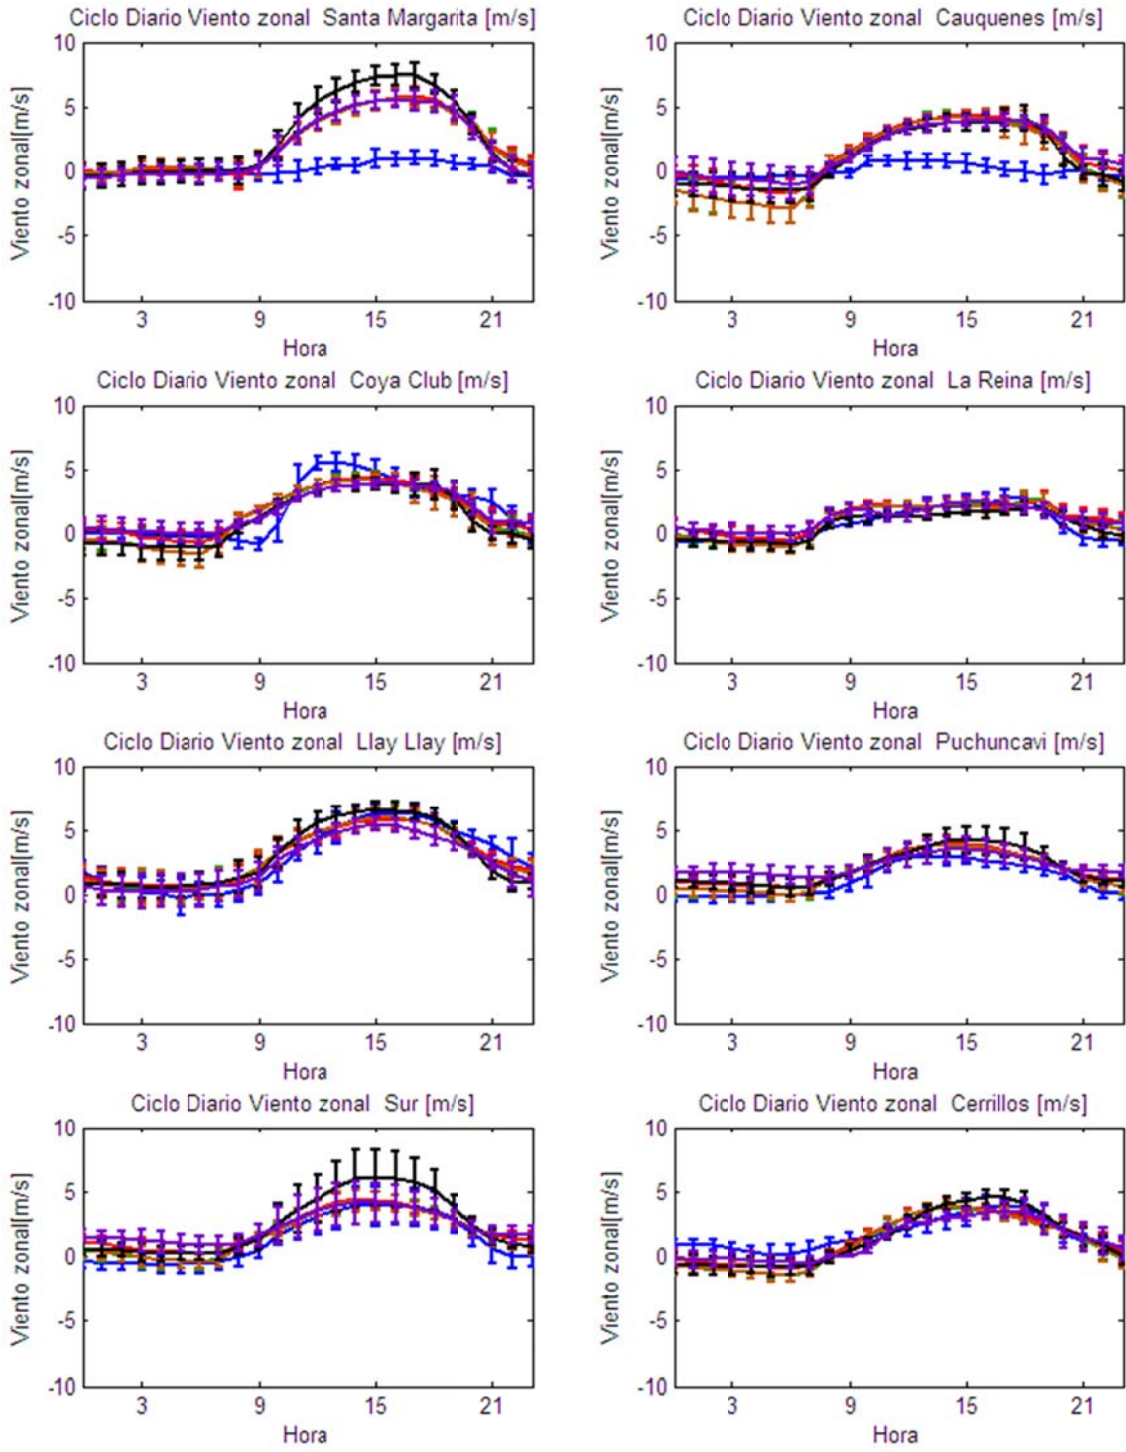 Ciclo Diario Viento zonal Santa Margarita [m/s]
Viento zonal[m/s]
10
5
0
-5
-10
3 9 15 21
Hora
Ciclo Diario Viento zonal Cauquenes [m/s]
Viento zonal[m/s]
10
5
0
-5
-10
3 9 15 21
Hora
Ciclo Diario Viento zonal Coya Club [m/s]
Viento zonal[m/s]
10
5
0
-5
-10
3 9 15 21
Hora
Ciclo Diario Viento zonal La Reina [m/s]
Viento zonal[m/s]
10
5
0
-5
-10
3 9 15 21
Hora
Ciclo Diario Viento zonal Llay Llay [m/s]
Viento zonal[m/s]
10
5
0
-5
-10
3 9 15 21
Hora
Ciclo Diario Viento zonal Puchuncavi [m/s]
Viento zonal[m/s]
10
5
0
-5
-10
3 9 15 21
Hora
Ciclo Diario Viento zonal Sur [m/s]
Viento zonal[m/s]
10
5
0
-5
-10
3 9 15 21
Hora
Ciclo Diario Viento zonal Cerrillos [m/s]
Viento zonal[m/s]
10
5
0
-5
-10
3 9 15 21
Hora